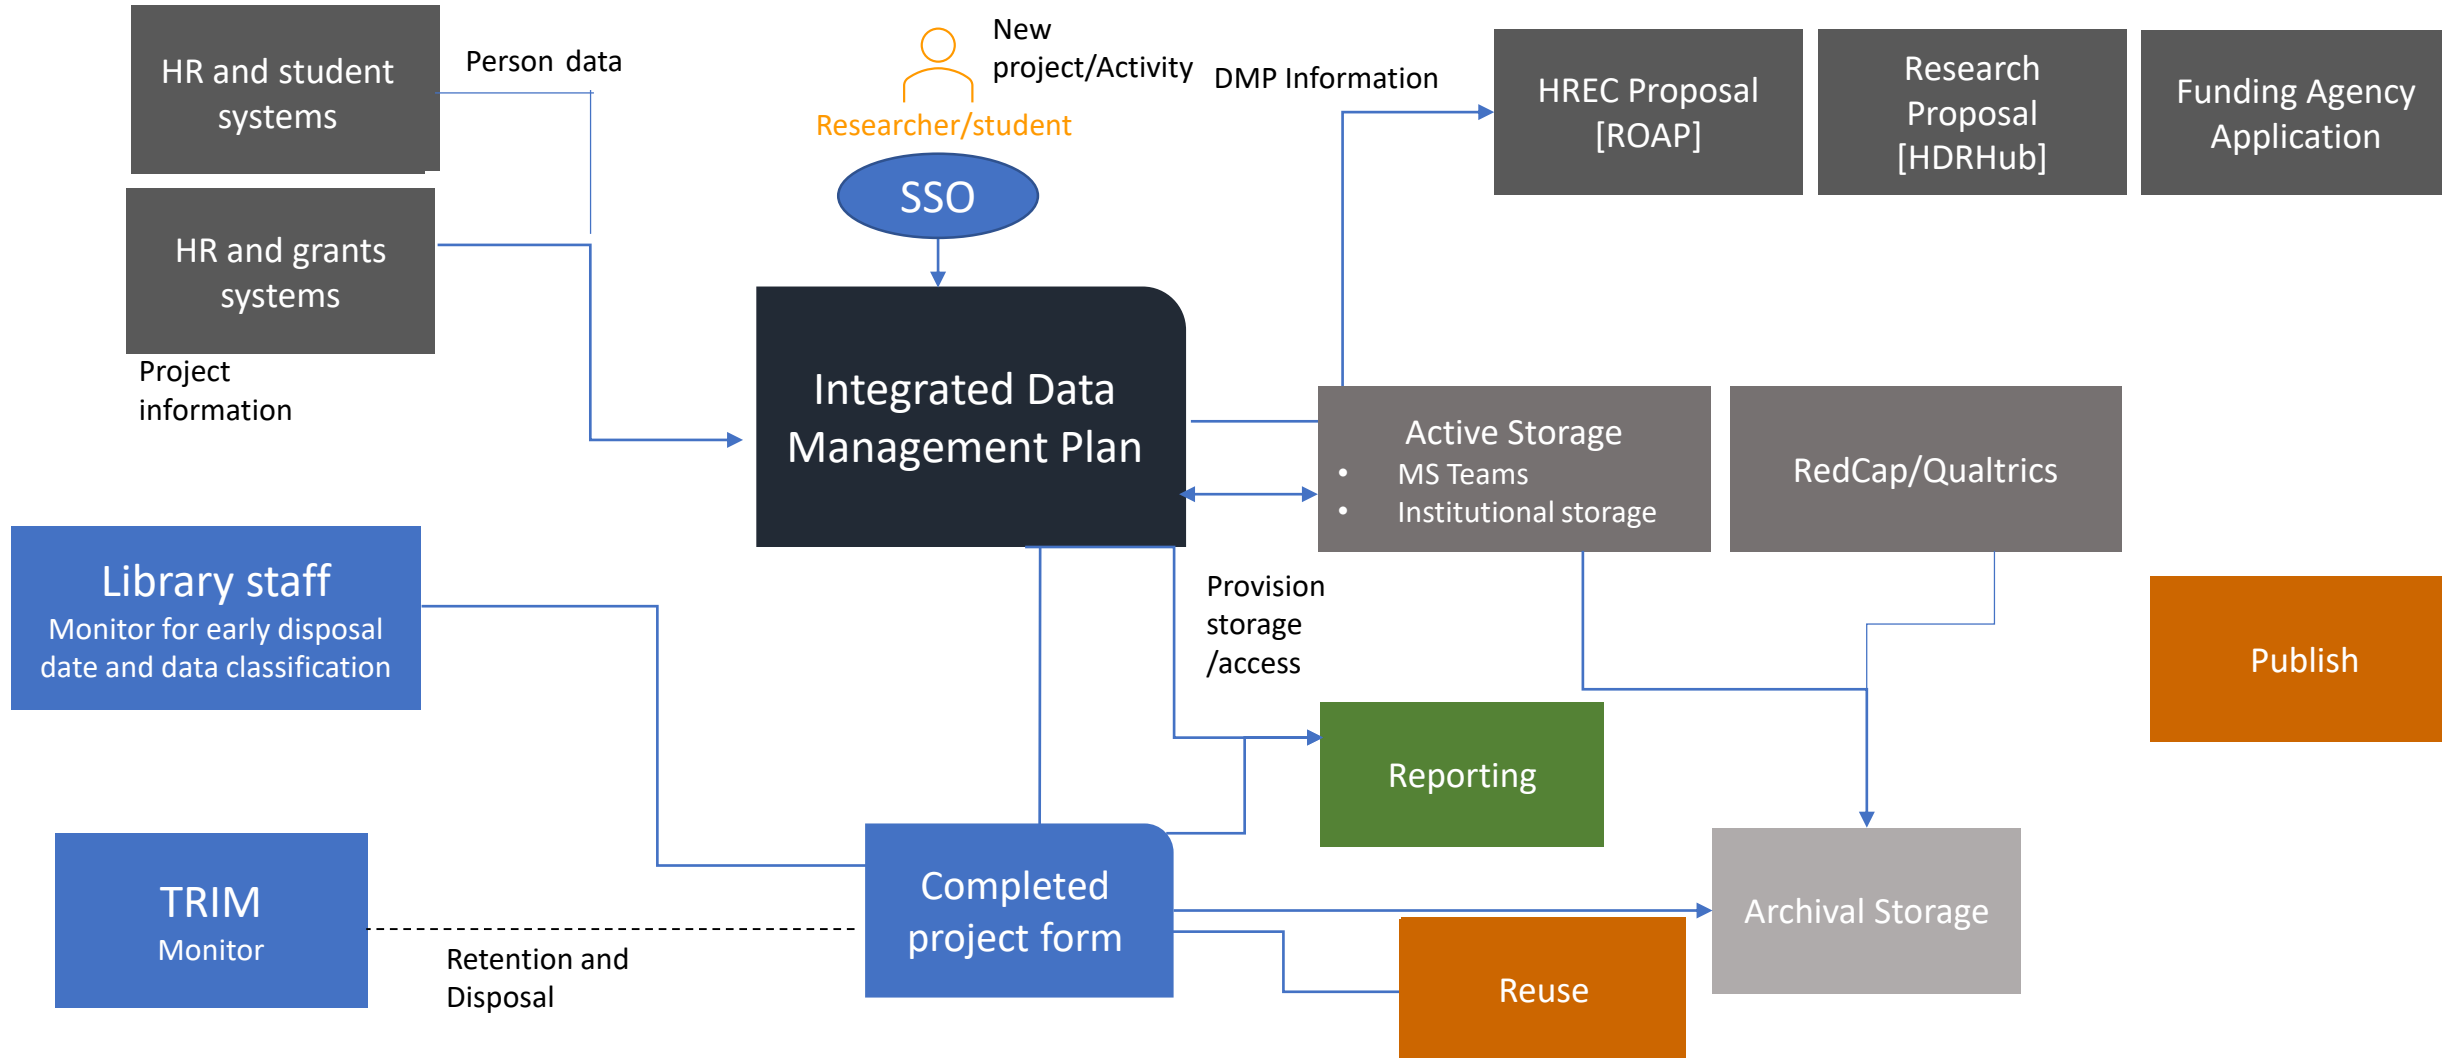 HR and student
systems
Person data
New
project/Activity
Researcher/student
SSO
DMP Information
HREC Proposal
[ROAP]
Research
Proposal
[HDRHub]
Funding Agency
Application
HR and grants
systems
Project
information
Integrated Data
Management Plan
Active Storage
• MS Teams
• Institutional storage
RedCap/Qualtrics
Library staff
Monitor for early disposal
date and data classification
Provision
storage
/access
Publish
Reporting
TRIM
Monitor
Retention and
Disposal
Completed
project form
Archival Storage
Reuse